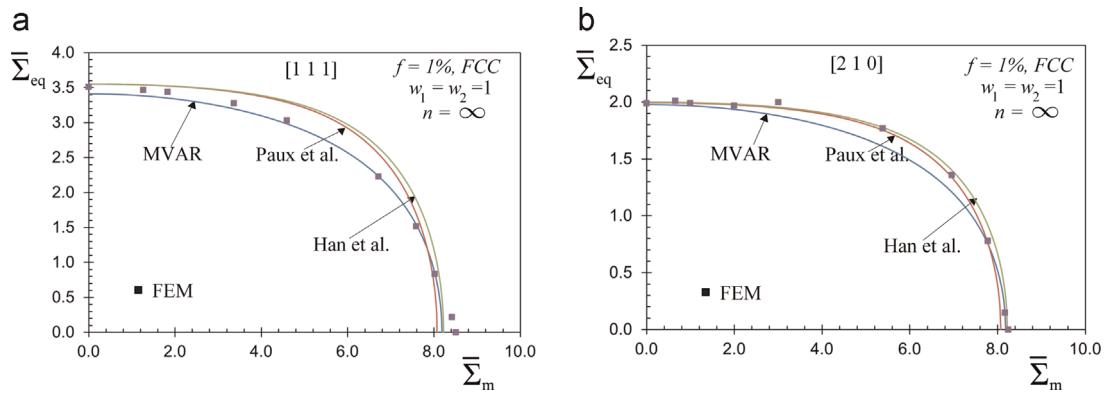 a
Σ̅eq
4.0
3.5
3.0
2.5
2.0
1.5
1.0
0.5
0.0
[1 1 1]
f = 1%, FCC
w1 = w2 =1
n = ∞
MVAR
Paux et al.
Han et al.
FEM
0.0 2.0 4.0 6.0 8.0 10.0
Σ̅m
b
Σ̅eq
2.5
2.0
1.5
1.0
0.5
0.0
[2 1 0]
f = 1%, FCC
w1 = w2 =1
n = ∞
MVAR
Paux et al.
Han et al.
FEM
0.0 2.0 4.0 6.0 8.0 10.0
Σ̅m